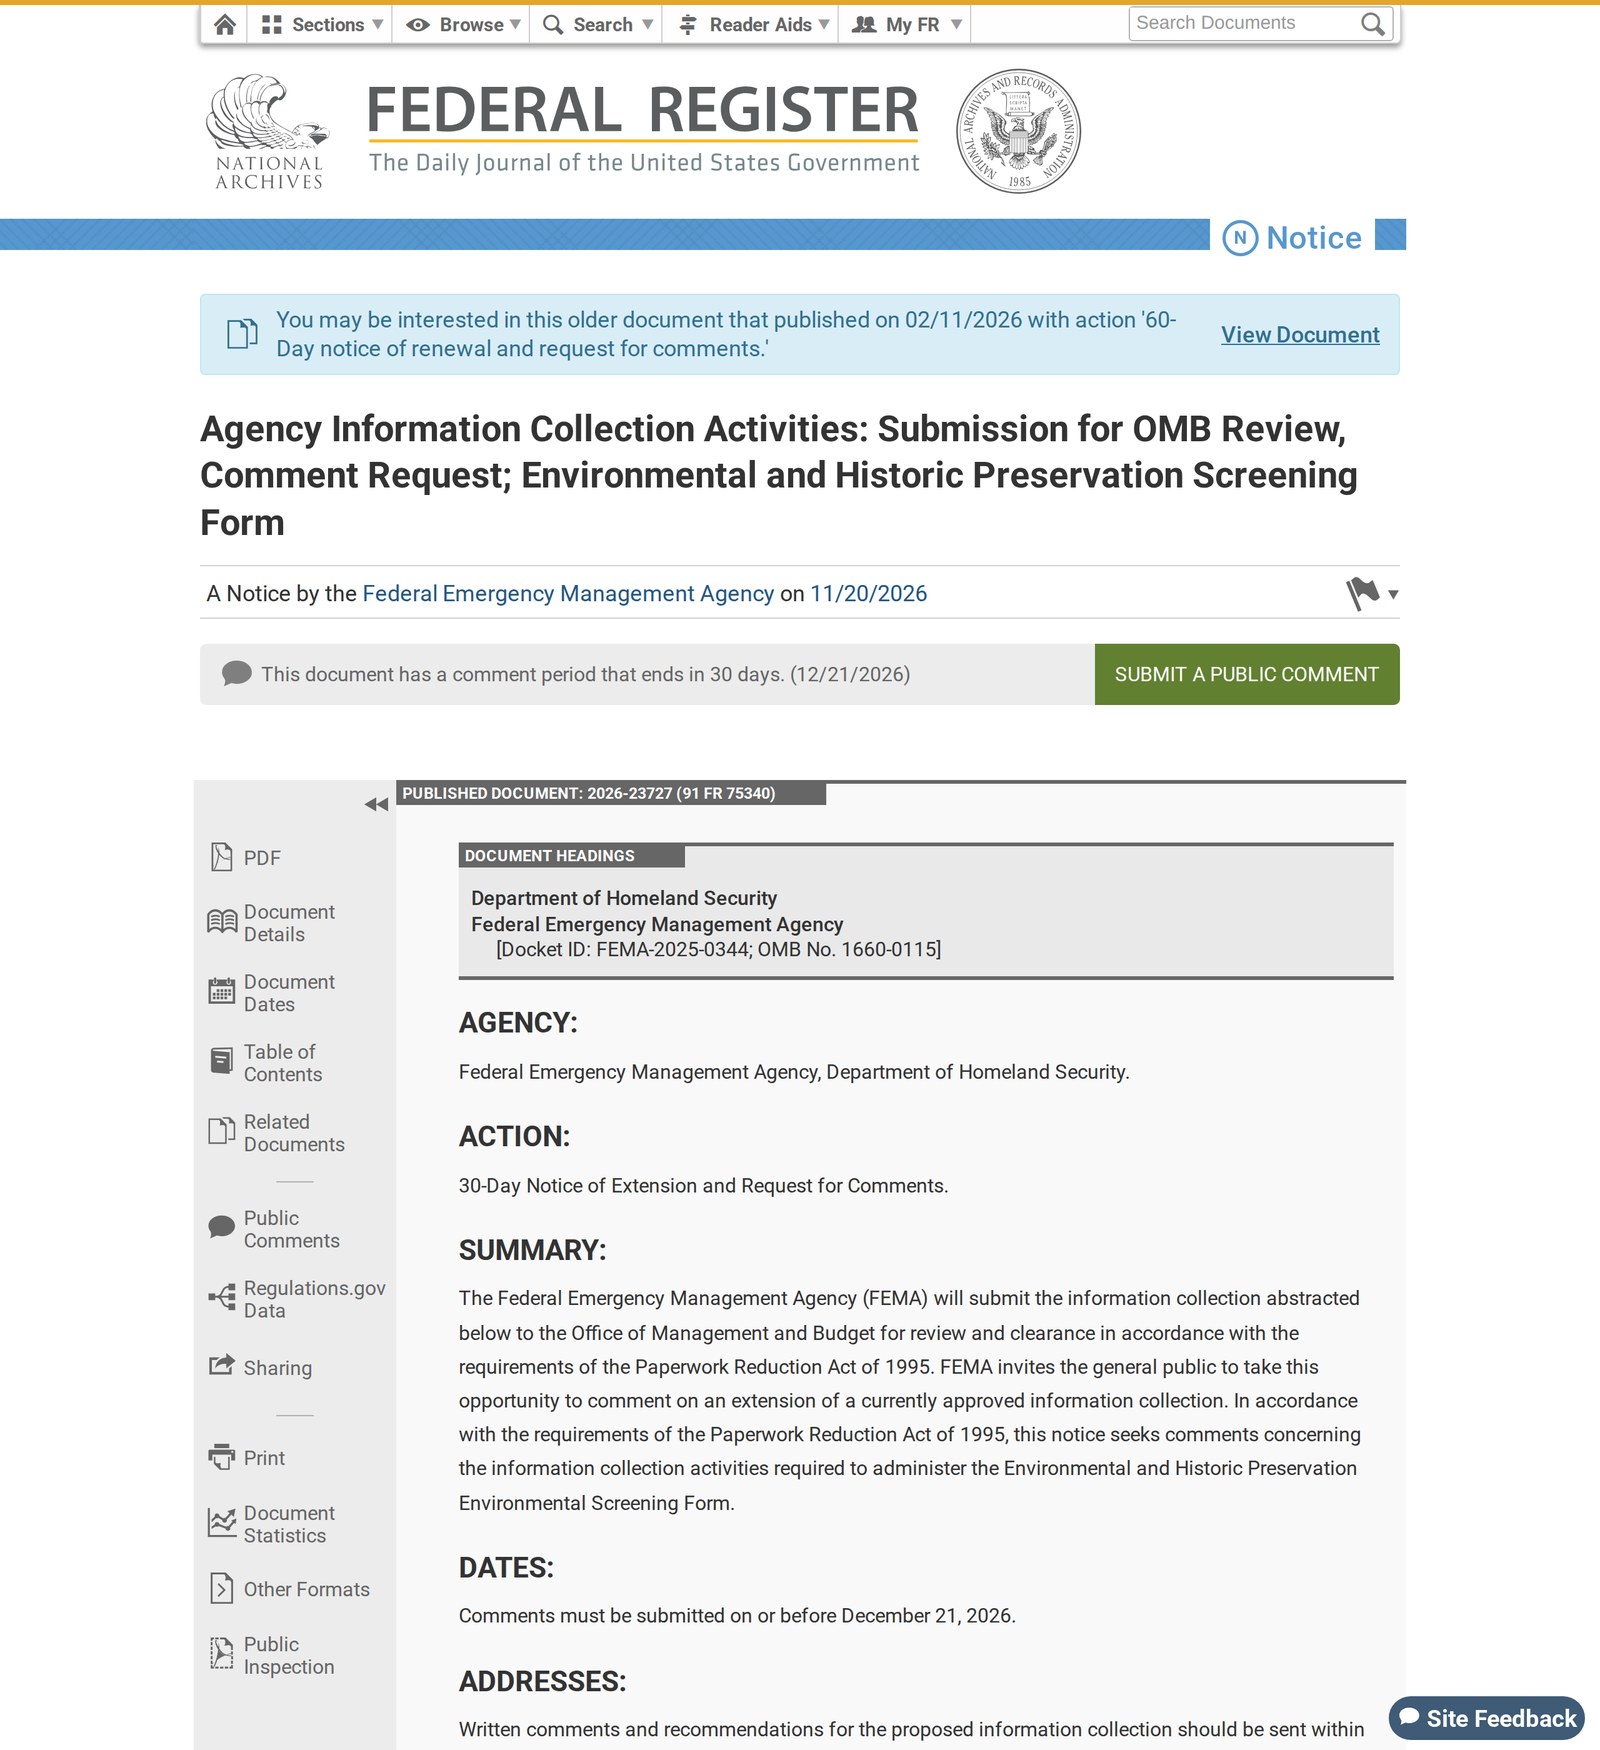 Sections ▼ Browse ▼ Search ▼ Reader Aids ▼ My FR ▼ Search Documents
NATIONAL
ARCHIVES
FEDERAL REGISTER
The Daily Journal of the United States Government
NATIONAL ARCHIVES AND RECORDS ADMINISTRATION
LITTERA SCRIPTA MANET
1985
N Notice
You may be interested in this older document that published on 02/11/2026 with action '60-
Day notice of renewal and request for comments.'
View Document
Agency Information Collection Activities: Submission for OMB Review,
Comment Request; Environmental and Historic Preservation Screening
Form
A Notice by the Federal Emergency Management Agency on 11/20/2026
This document has a comment period that ends in 30 days. (12/21/2026)
SUBMIT A PUBLIC COMMENT
PDF
Document
Details
Document
Dates
Table of
Contents
Related
Documents
Public
Comments
Regulations.gov
Data
Sharing
Print
Document
Statistics
Other Formats
Public
Inspection
PUBLISHED DOCUMENT: 2026-23727 (91 FR 75340)
DOCUMENT HEADINGS
Department of Homeland Security
Federal Emergency Management Agency
[Docket ID: FEMA-2025-0344; OMB No. 1660-0115]
AGENCY:
Federal Emergency Management Agency, Department of Homeland Security.
ACTION:
30-Day Notice of Extension and Request for Comments.
SUMMARY:
The Federal Emergency Management Agency (FEMA) will submit the information collection abstracted
below to the Office of Management and Budget for review and clearance in accordance with the
requirements of the Paperwork Reduction Act of 1995. FEMA invites the general public to take this
opportunity to comment on an extension of a currently approved information collection. In accordance
with the requirements of the Paperwork Reduction Act of 1995, this notice seeks comments concerning
the information collection activities required to administer the Environmental and Historic Preservation
Environmental Screening Form.
DATES:
Comments must be submitted on or before December 21, 2026.
ADDRESSES:
Written comments and recommendations for the proposed information collection should be sent within
Site Feedback